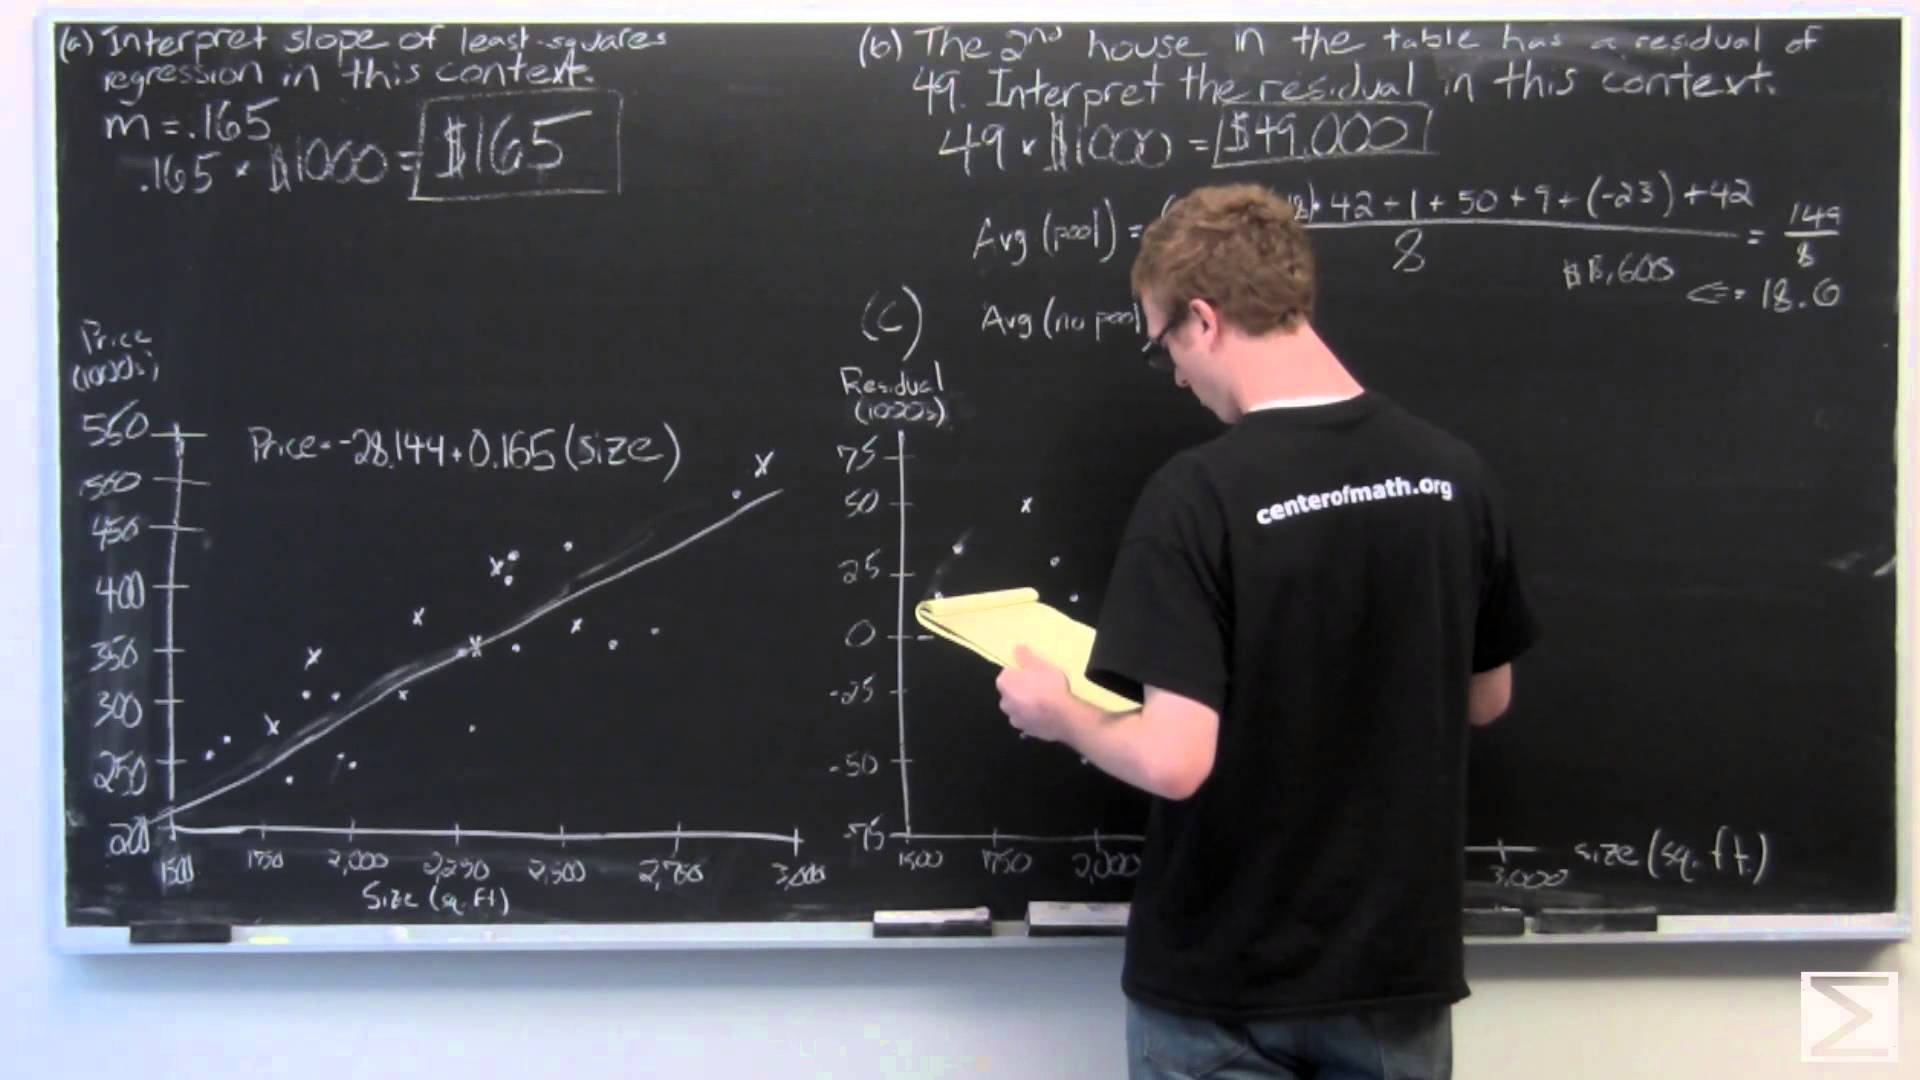 (a) Interpret slope of least-squares
regression in this context.
m = .165
.165 * $1000 = $165
(b) The 2nd house in the table has a residual of
49. Interpret the residual in this context.
49 * $1000 = $49,000
Avg (pool) =
42 + 1 + 50 + 9 + (-23) + 42
8
= 149
8
= 18.6
Avg (no pool
(c)
Price
(1000s)
550
450
400
350
300
250
200
Price = -28.144 + 0.165 (size)
1500
1750
2,000
2,250
2,500
2,750
3,000
Size (sq. ft)
Residual
(1000s)
75
50
25
0
-25
-50
-75
1500
1750
2,000
3,000
size (sq. ft.)
centerofmath.org
Σ